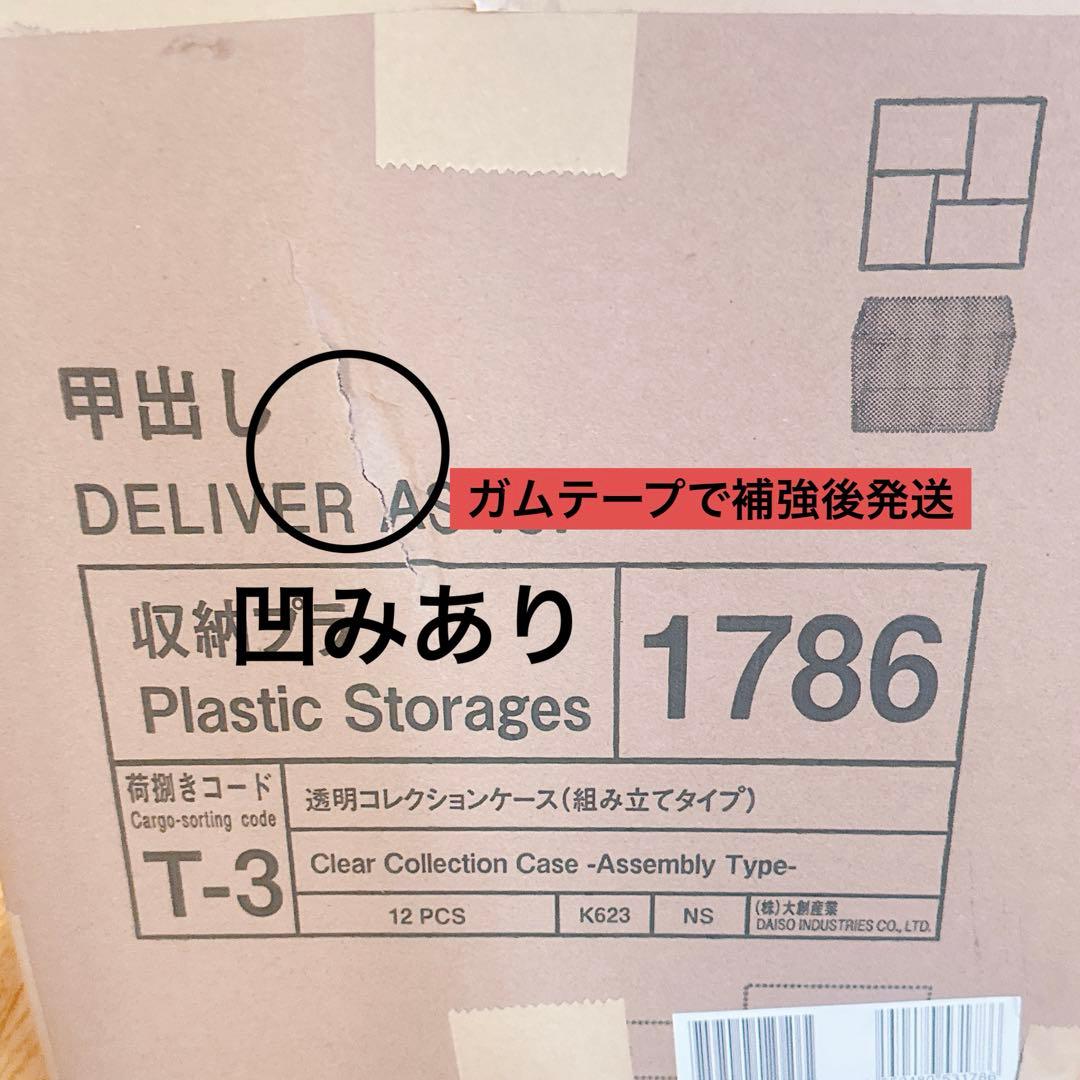 甲出し
DELIVER AS
ガムテープで補強後発送
凹みあり
収納プラ
Plastic Storages
1786
荷捌きコード
Cargo-sorting code
T-3
透明コレクションケース(組み立てタイプ)
Clear Collection Case -Assembly Type-
12 PCS
K623
NS
(株)大創産業
DAISO INDUSTRIES CO., LTD.